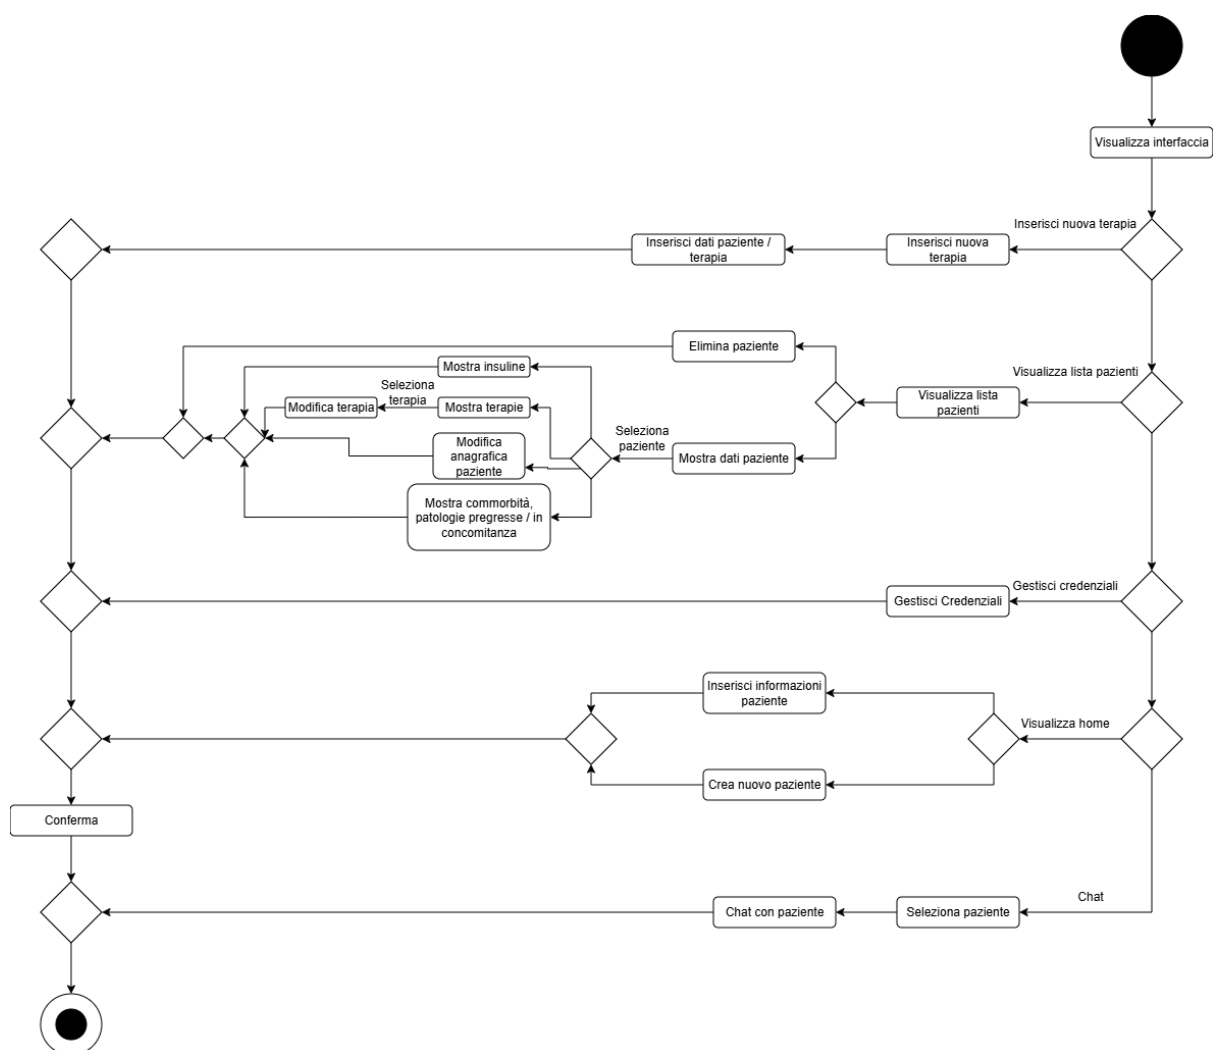 Visualizza interfaccia
Inserisci nuova terapia
Inserisci dati paziente /
terapia
Inserisci nuova
terapia
Elimina paziente
Mostra insuline
Visualizza lista pazienti
Seleziona
terapia
Modifica terapia
Mostra terapie
Visualizza lista
pazienti
Seleziona
paziente
Modifica
anagrafica
paziente
Mostra dati paziente
Mostra commorbità,
patologie pregresse / in
concomitanza
Gestisci credenziali
Gestisci Credenziali
Inserisci informazioni
paziente
Visualizza home
Crea nuovo paziente
Conferma
Chat
Chat con paziente
Seleziona paziente